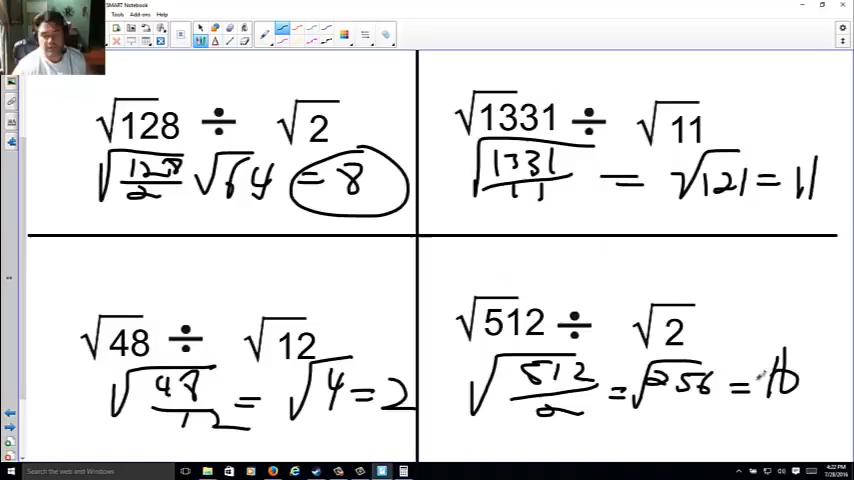 SMART Notebook
Tools Add-ons Help
√128 ÷ √2
√128/2 √64 = 8
√1331 ÷ √11
√1331/11 = √121 = 11
√48 ÷ √12
√48/12 = √4 = 2
√512 ÷ √2
√512/2 = √256 = 16
Search the web and Windows
4:22 PM
7/28/2016